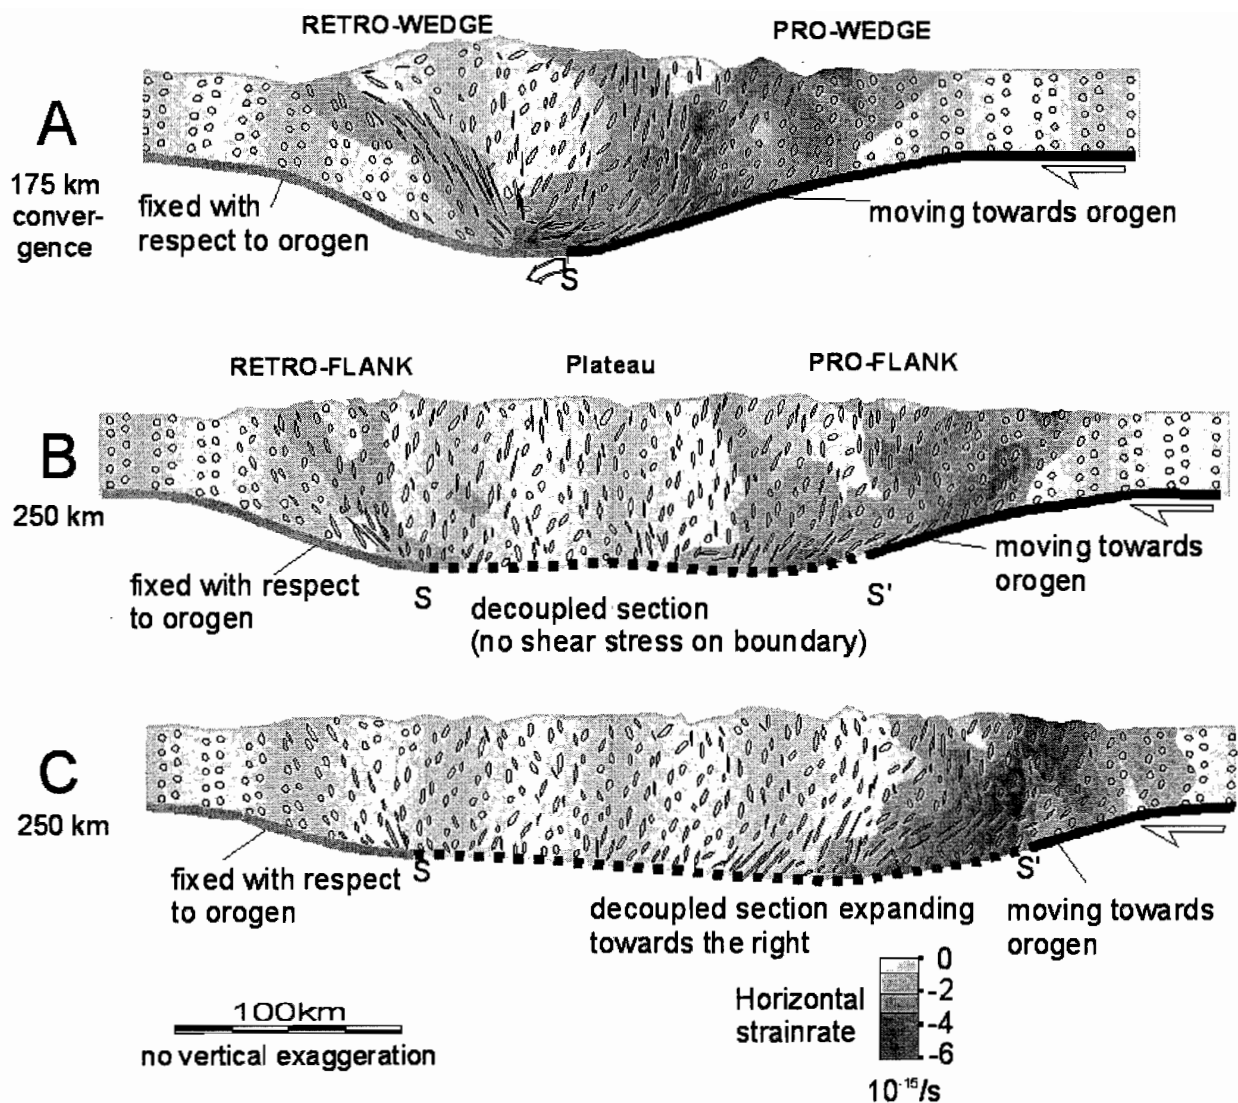 RETRO-WEDGE
PRO-WEDGE
A
175 km
conver-
gence
fixed with
respect to orogen
moving towards orogen
S
RETRO-FLANK
Plateau
PRO-FLANK
B
250 km
fixed with respect
to orogen
S
decoupled section
(no shear stress on boundary)
S'
moving towards
orogen
C
250 km
fixed with respect
to orogen
S
decoupled section expanding
towards the right
S'
moving towards
orogen
100km
no vertical exaggeration
Horizontal
strainrate
0
-2
-4
-6
10⁻¹⁵/s